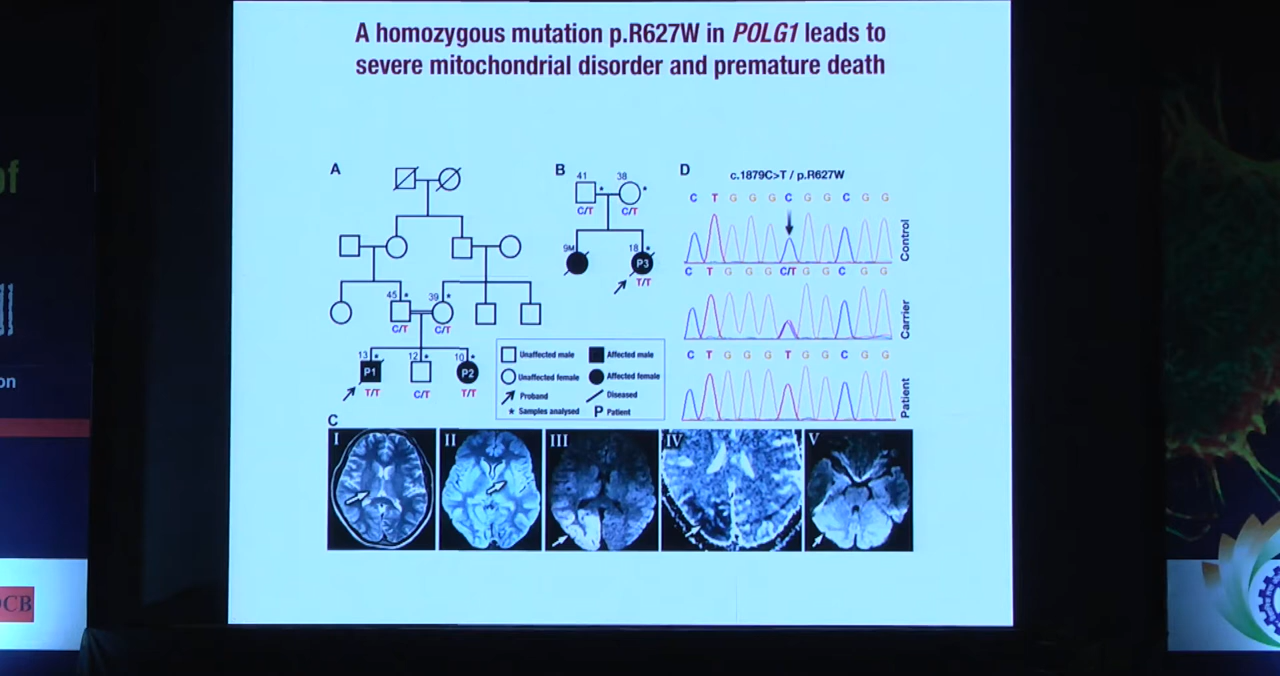 A homozygous mutation p.R627W in POLG1 leads to
severe mitochondrial disorder and premature death
A
B
41
38
*
*
C/T
C/T
9M
18
*
P3
T/T
45
*
39
*
C/T
C/T
13
*
12
*
10
*
P1
P2
T/T
C/T
T/T
Unaffected male
Affected male
Unaffected female
Affected female
Proband
Diseased
* Samples analysed
P Patient
D
c.1879C>T / p.R627W
C T G G G C G G C G G
Control
C T G G G C/T G G C G G
Carrier
C T G G G T G G C G G
Patient
C
I
II
III
IV
V
of
on
CB